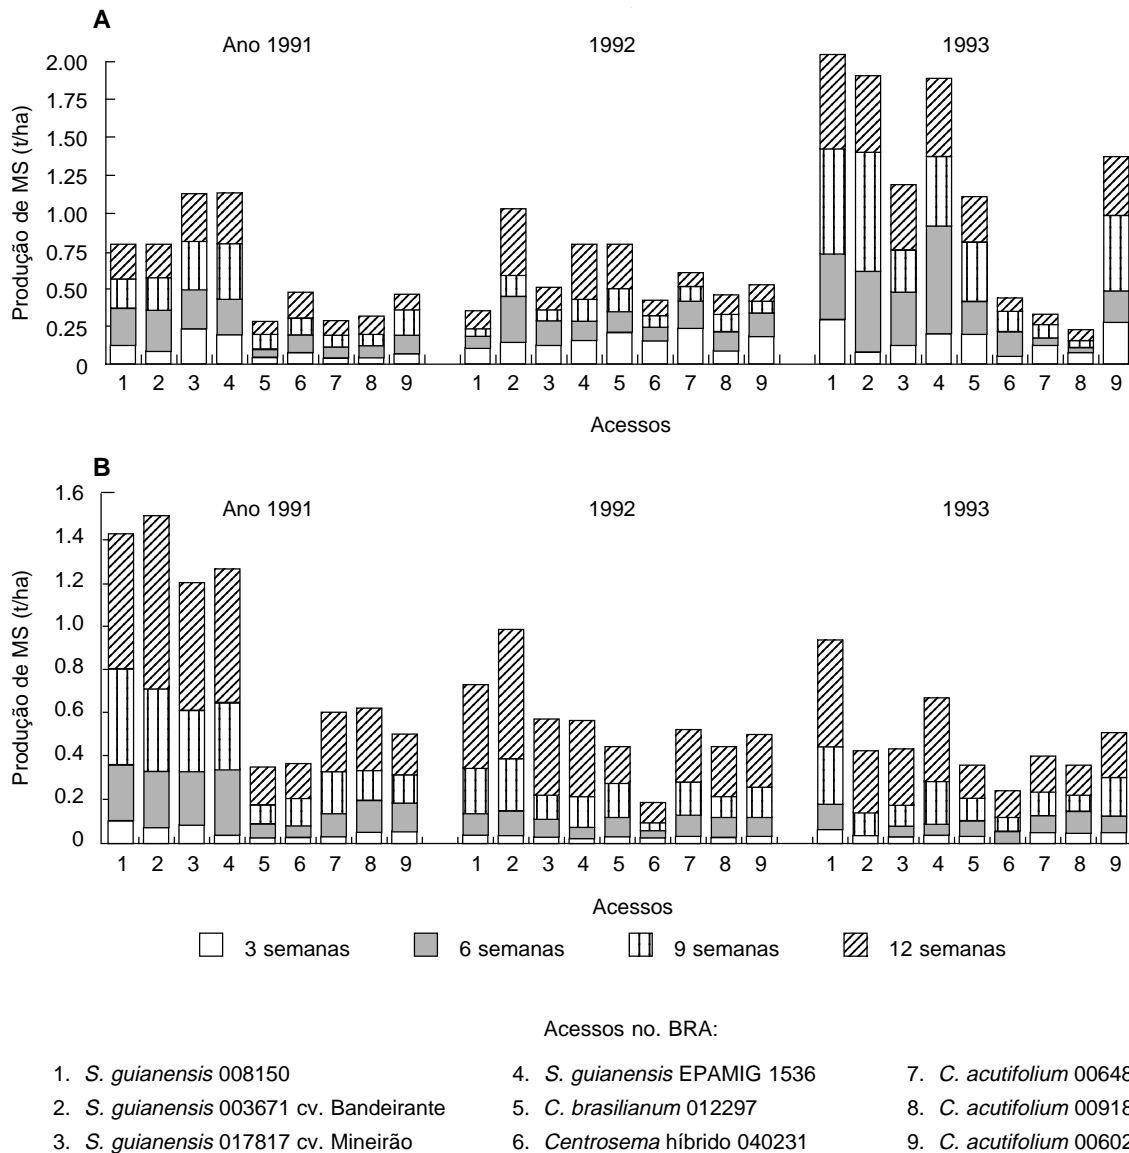 A
Ano 1991 1992 1993
Produção de MS (t/ha)
2.00
1.75
1.50
1.25
1.00
0.75
0.50
0.25
0
1 2 3 4 5 6 7 8 9 1 2 3 4 5 6 7 8 9 1 2 3 4 5 6 7 8 9
Acessos
B
Ano 1991 1992 1993
Produção de MS (t/ha)
1.6
1.4
1.2
1.0
0.8
0.6
0.4
0.2
0
1 2 3 4 5 6 7 8 9 1 2 3 4 5 6 7 8 9 1 2 3 4 5 6 7 8 9
Acessos
3 semanas 6 semanas 9 semanas 12 semanas
Acessos no. BRA:
1. S. guianensis 008150 4. S. guianensis EPAMIG 1536 7. C. acutifolium 00648
2. S. guianensis 003671 cv. Bandeirante 5. C. brasilianum 012297 8. C. acutifolium 00918
3. S. guianensis 017817 cv. Mineirão 6. Centrosema híbrido 040231 9. C. acutifolium 00602